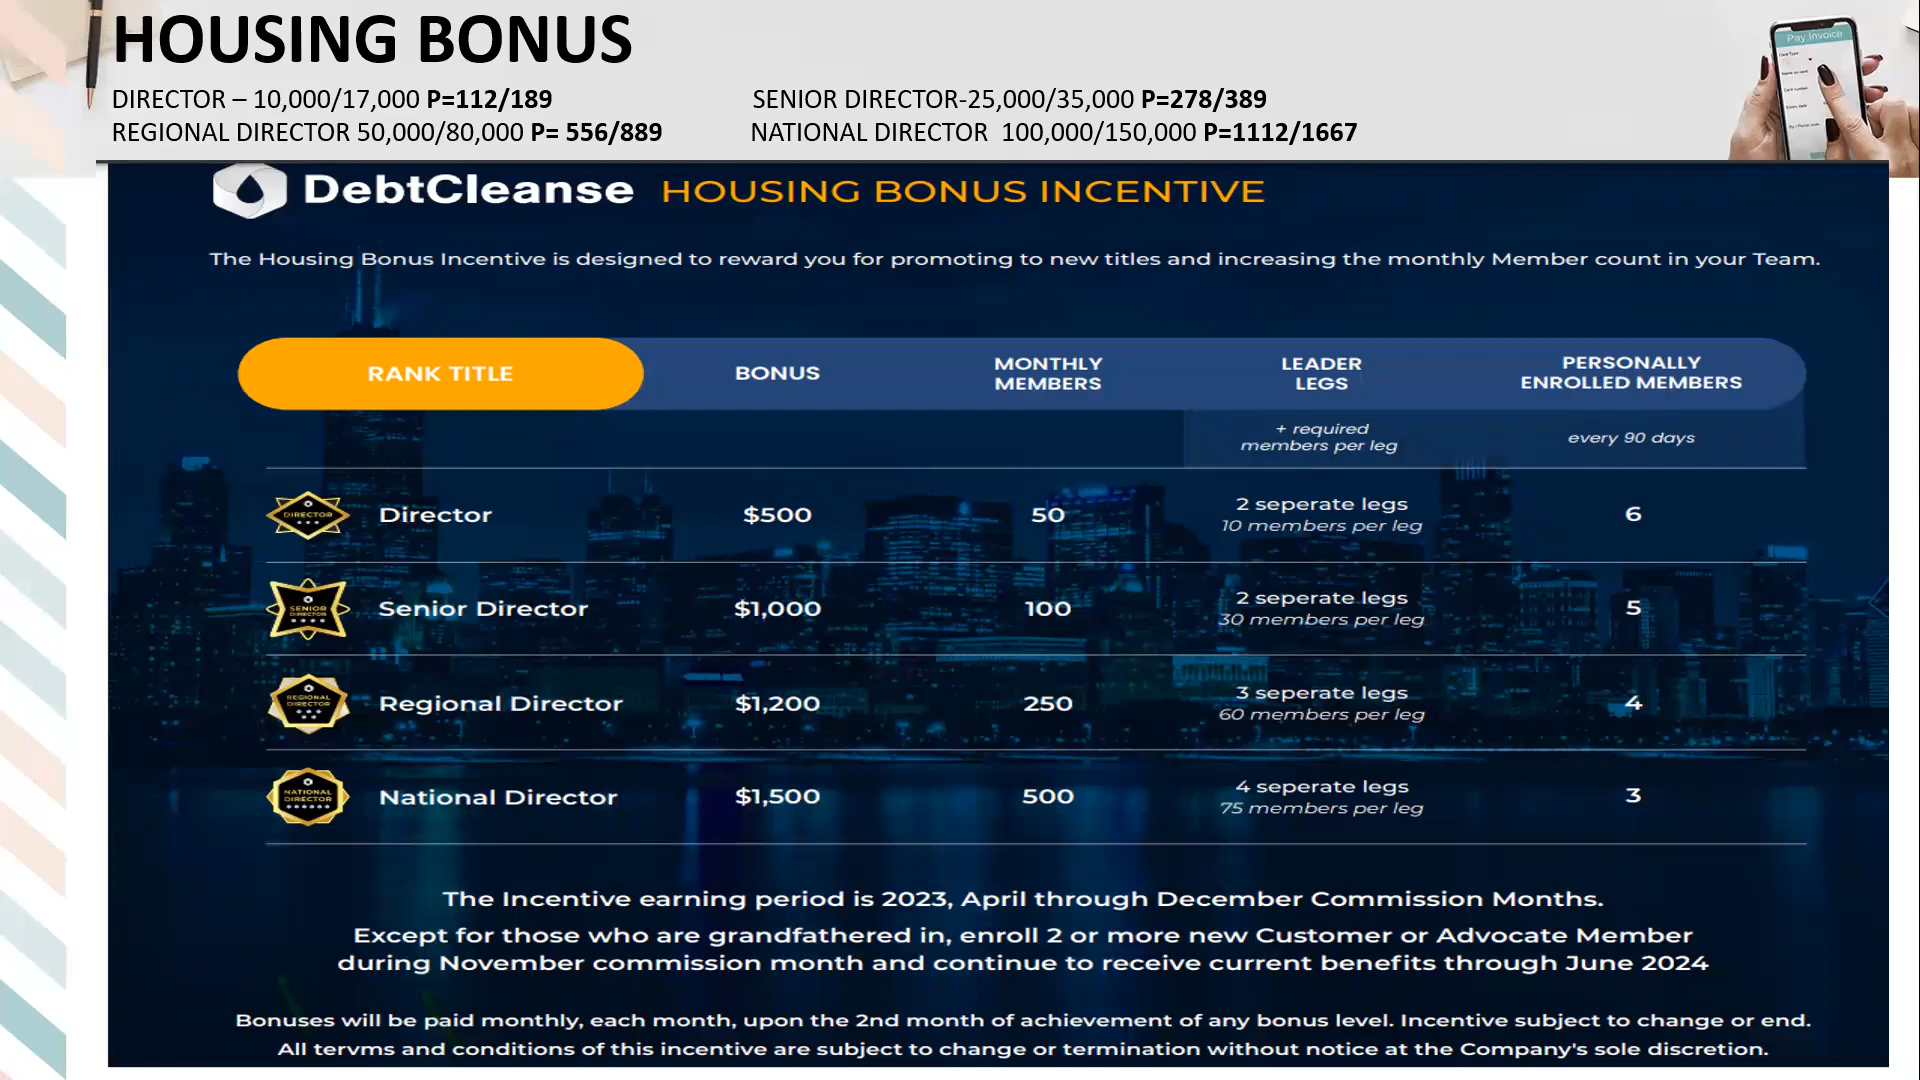 HOUSING BONUS
DIRECTOR – 10,000/17,000 P=112/189
SENIOR DIRECTOR-25,000/35,000 P=278/389
REGIONAL DIRECTOR 50,000/80,000 P= 556/889
NATIONAL DIRECTOR 100,000/150,000 P=1112/1667
Pay Invoice
DebtCleanse HOUSING BONUS INCENTIVE
The Housing Bonus Incentive is designed to reward you for promoting to new titles and increasing the monthly Member count in your Team.
RANK TITLE
BONUS
MONTHLY
MEMBERS
LEADER
LEGS
PERSONALLY
ENROLLED MEMBERS
+ required
members per leg
every 90 days
DIRECTOR
Director
$500
50
2 seperate legs
10 members per leg
6
SENIOR
DIRECTOR
Senior Director
$1,000
100
2 seperate legs
30 members per leg
5
REGIONAL
DIRECTOR
Regional Director
$1,200
250
3 seperate legs
60 members per leg
4
NATIONAL
DIRECTOR
National Director
$1,500
500
4 seperate legs
75 members per leg
3
The Incentive earning period is 2023, April through December Commission Months.
Except for those who are grandfathered in, enroll 2 or more new Customer or Advocate Member
during November commission month and continue to receive current benefits through June 2024
Bonuses will be paid monthly, each month, upon the 2nd month of achievement of any bonus level. Incentive subject to change or end.
All tervms and conditions of this incentive are subject to change or termination without notice at the Company's sole discretion.